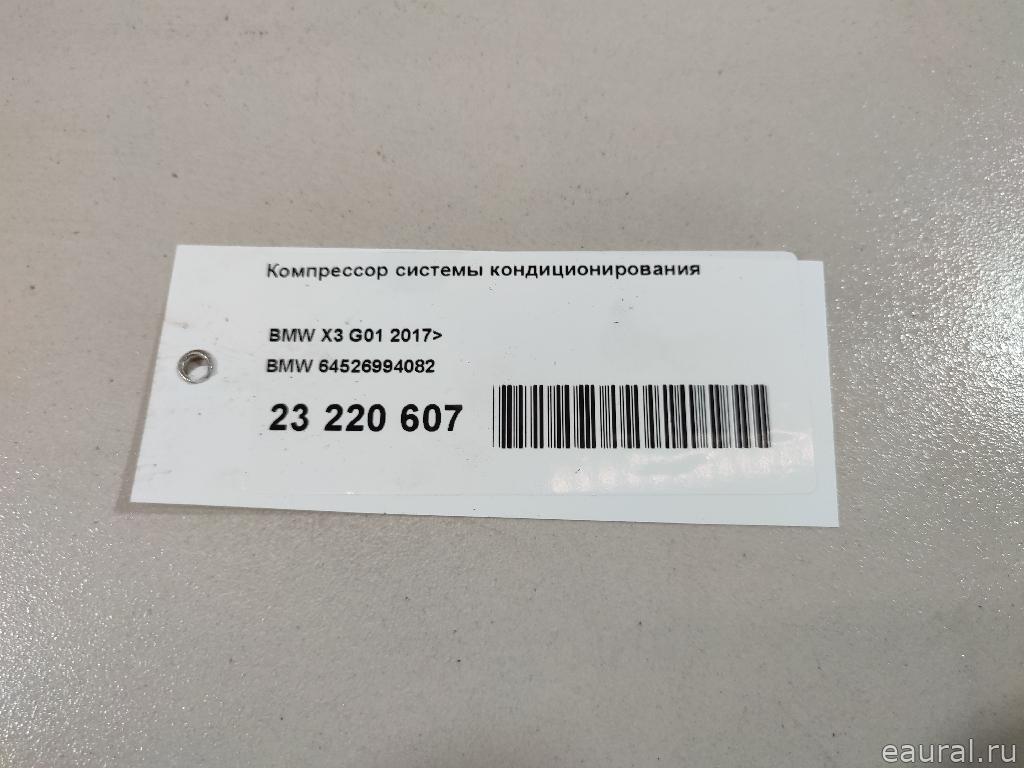 Компрессор системы кондиционирования
BMW X3 G01 2017>
BMW 64526994082
23 220 607
eaural.ru